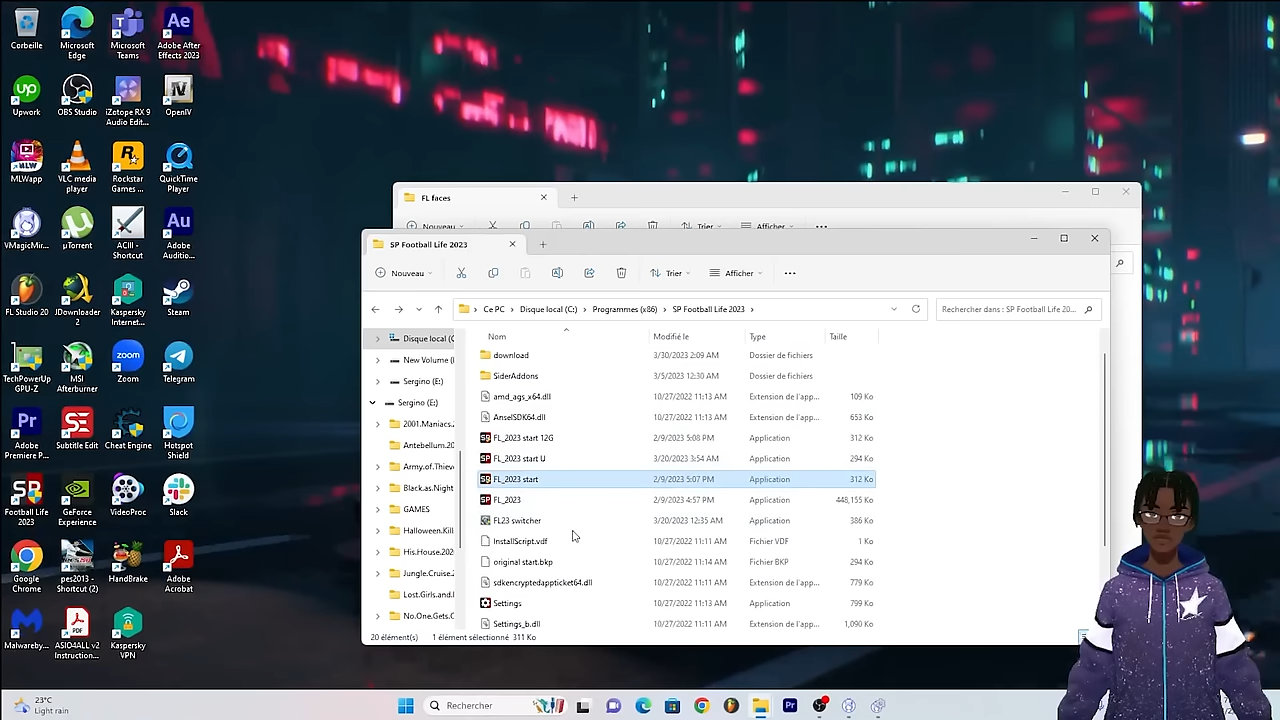 Corbeille
Microsoft
Edge
Microsoft
Teams
Adobe After
Effects 2023
Upwork
OBS Studio
iZotope RX 9
Audio Edit...
OpenIV
MLWapp
VLC media
player
Rockstar
Games ...
QuickTime
Player
VMagicMir...
µTorrent
ACIII -
Shortcut
Adobe
Auditio...
FL Studio 20
JDownloader
2
Kaspersky
Internet...
Steam
TechPowerUp
GPU-Z
MSI
Afterburner
Zoom
Telegram
Adobe
Premiere P...
Subtitle Edit
Cheat Engine
Hotspot
Shield
Football Life
2023
GeForce
Experience
VideoProc
Slack
Google
Chrome
pes2013 -
Shortcut (2)
HandBrake
Adobe
Acrobat
Malwareby...
ASIO4ALL v2
Instruction...
Kaspersky
VPN
FL faces
Nouveau
Trier
Afficher
SP Football Life 2023
Nouveau
Trier
Afficher
Ce PC > Disque local (C:) > Programmes (x86) > SP Football Life 2023 >
Rechercher dans : SP Football Life 20...
Disque local (C
New Volume (
Sergino (E:)
Sergino (E:)
2001.Maniacs.
Antebellum.20
Army.of.Thiev
Black.as.Night
GAMES
Halloween.Kil
His.House.202
Jungle.Cruise.2
Lost.Girls.and.l
No.One.Gets.C
Nom Modifié le Type Taille
download 3/30/2023 2:09 AM Dossier de fichiers
SiderAddons 3/5/2023 12:30 AM Dossier de fichiers
amd_ags_x64.dll 10/27/2022 11:13 AM Extension de l'app... 109 Ko
AnselSDK64.dll 10/27/2022 11:13 AM Extension de l'app... 653 Ko
FL_2023 start 12G 2/9/2023 5:08 PM Application 312 Ko
FL_2023 start U 3/20/2023 3:54 AM Application 294 Ko
FL_2023 start 2/9/2023 5:07 PM Application 312 Ko
FL_2023 2/9/2023 4:57 PM Application 448,155 Ko
FL23 switcher 3/20/2023 12:35 AM Application 386 Ko
InstallScript.vdf 10/27/2022 11:11 AM Fichier VDF 1 Ko
original start.bkp 10/27/2022 11:14 AM Fichier BKP 294 Ko
sdkencryptedappticket64.dll 10/27/2022 11:11 AM Extension de l'app... 779 Ko
Settings 10/27/2022 11:13 AM Application 799 Ko
Settings_b.dll 10/27/2022 11:11 AM Extension de l'app... 1,090 Ko
20 élément(s) 1 élément sélectionné 311 Ko
23°C
Light rain
Rechercher